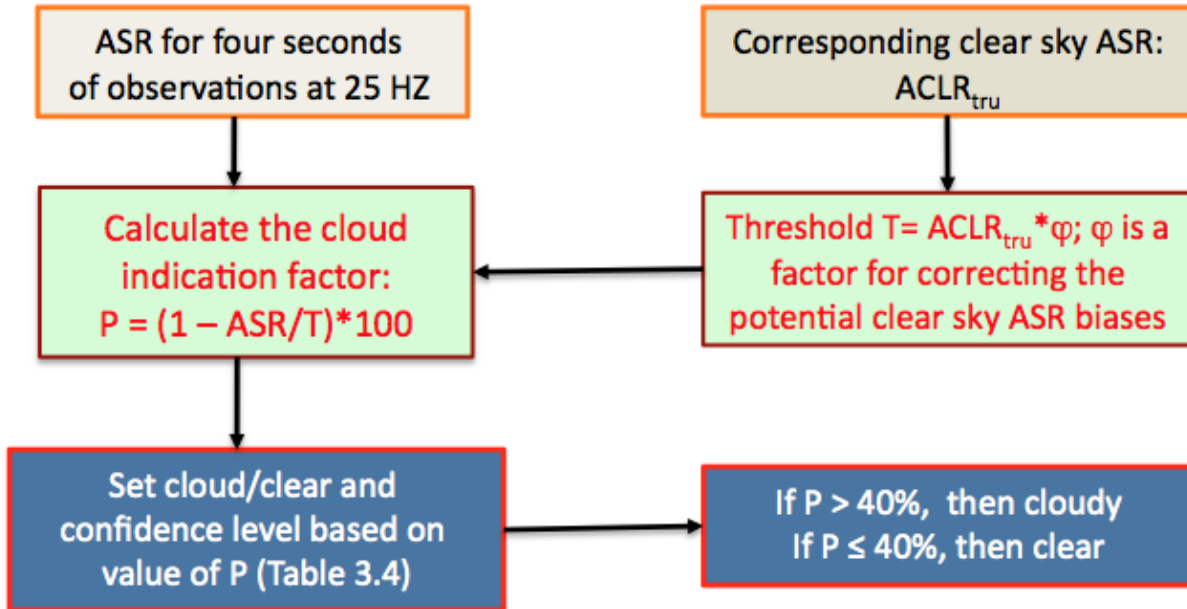 ASR for four seconds
of observations at 25 HZ
Corresponding clear sky ASR:
ACLRtru
Calculate the cloud
indication factor:
P = (1 – ASR/T)*100
Threshold T= ACLRtru*φ; φ is a
factor for correcting the
potential clear sky ASR biases
Set cloud/clear and
confidence level based on
value of P (Table 3.4)
If P > 40%, then cloudy
If P ≤ 40%, then clear